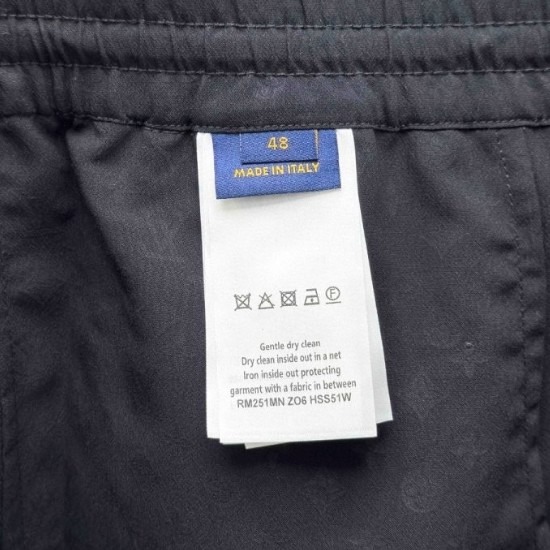 48
MADE IN ITALY
Gentle dry clean
Dry clean inside out in a net
Iron inside out protecting
garment with a fabric in between
RM251MN ZO6 HSS51W